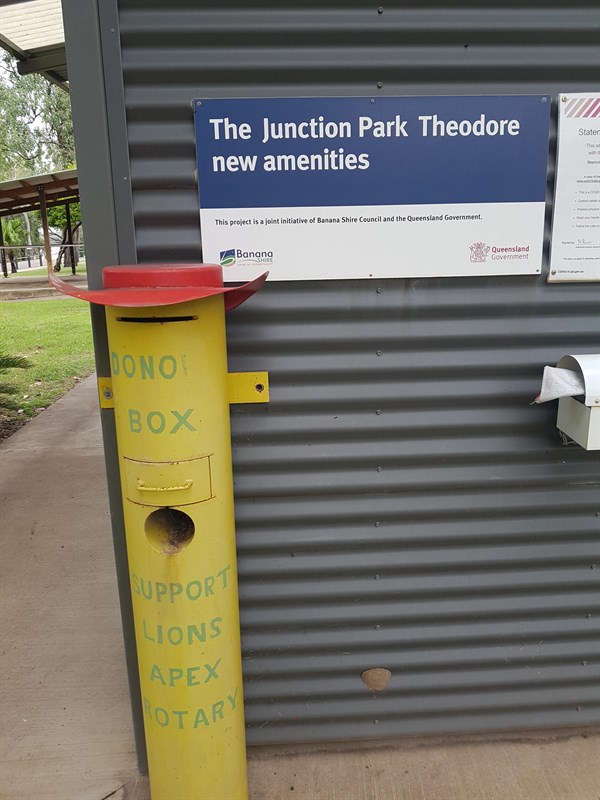 The Junction Park Theodore
new amenities
This project is a joint initiative of Banana Shire Council and the Queensland Government.
Banana
SHIRE
Queensland
Government
DONO
BOX
SUPPORT
LIONS
APEX
ROTARY